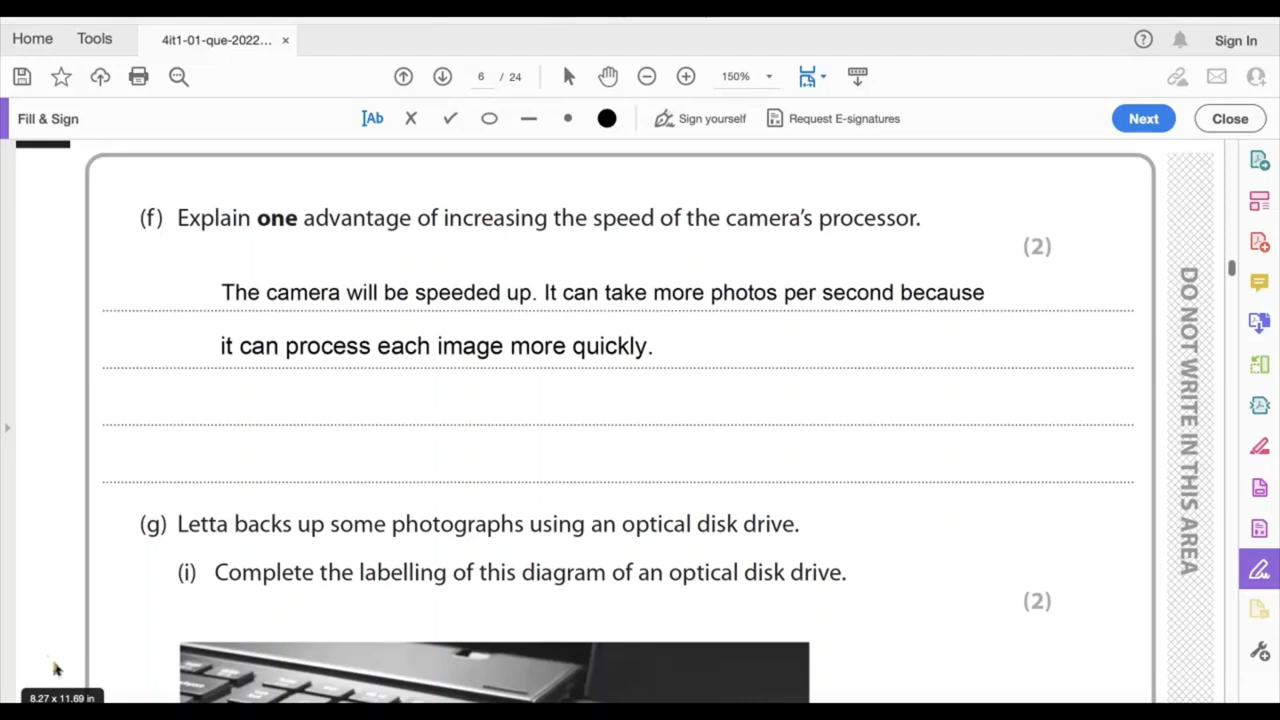 Home Tools 4it1-01-que-2022... ×
Sign In
6 / 24 150%
Fill & Sign Ab Sign yourself Request E-signatures Next Close
(f) Explain one advantage of increasing the speed of the camera's processor.
(2)
The camera will be speeded up. It can take more photos per second because
it can process each image more quickly.
(g) Letta backs up some photographs using an optical disk drive.
(i) Complete the labelling of this diagram of an optical disk drive.
(2)
8.27 x 11.69 in
DO NOT WRITE IN THIS AREA